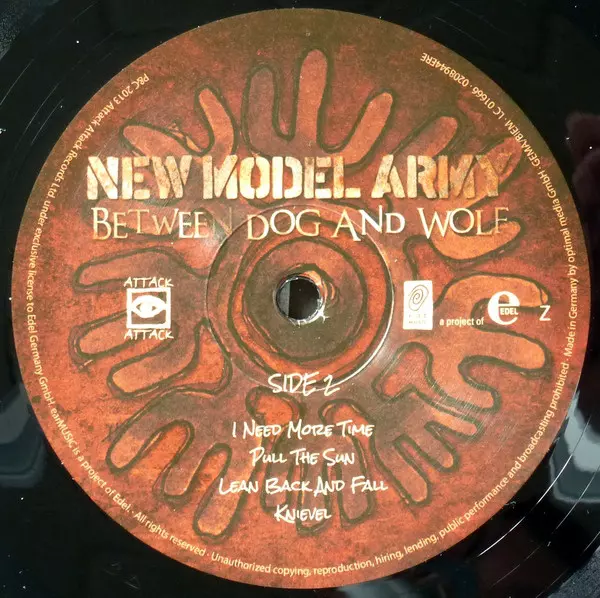 NEW MODEL ARMY
BETWEEN DOG AND WOLF
ATTACK
ATTACK
a project of
e
EDEL
Z
SIDE 2
I NEED MORE TIME
PULL THE SUN
LEAN BACK AND FALL
KNIEVEL
P&C 2013 Attack Attack Records Ltd. under exclusive license to Edel Germany GmbH. earMUSIC is a project of Edel. · All rights reserved · Unauthorized copying, reproduction, hiring, lending, public performance and broadcasting prohibited · Made in Germany by optimal media GmbH · GEMA/BIEM · LC 01666 · 0208944ERE